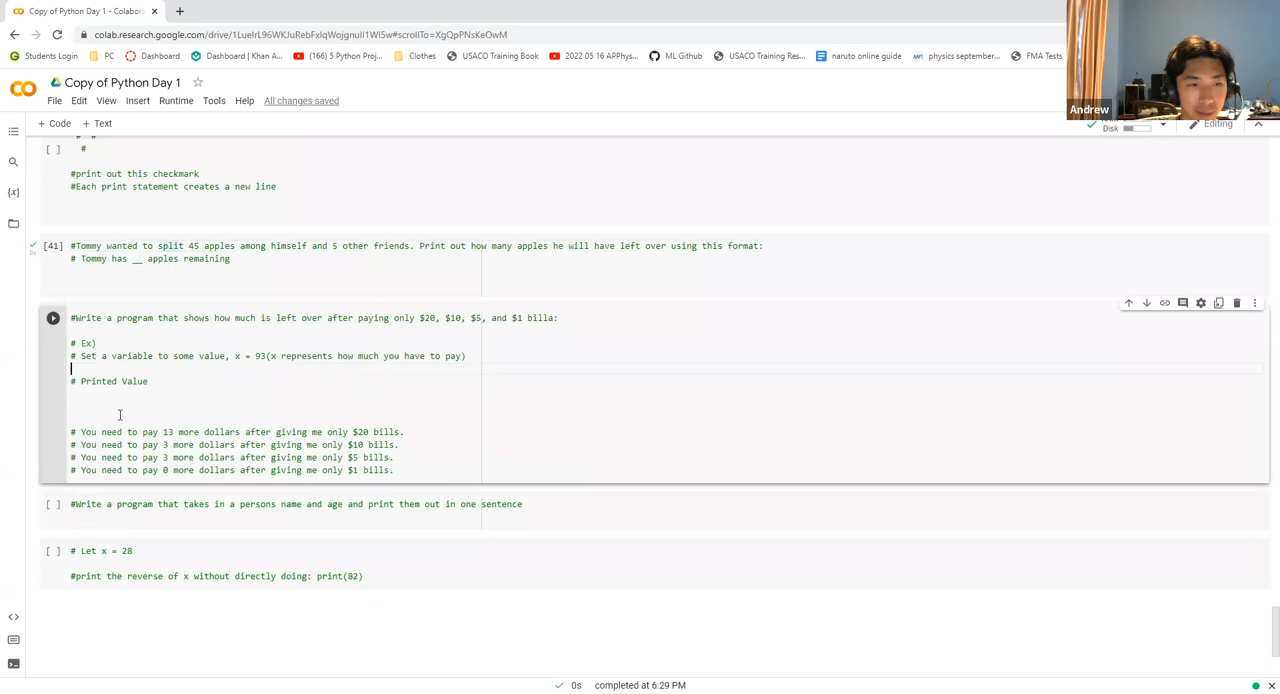 Copy of Python Day 1 - Colabora
colab.research.google.com/drive/1LueIrL96WKJuRebFxIqWojgnuII1WI5w#scrollTo=XgQpPNsKeOwM
Students Login PC Dashboard Dashboard | Khan A... (166) 5 Python Proj... Clothes USACO Training Book 2022 05 16 APPhys... ML Github USACO Training Res... naruto online guide physics september... FMA Tests
Copy of Python Day 1
File Edit View Insert Runtime Tools Help All changes saved
Andrew
+ Code + Text
Disk Editing
# #
[ ] #
#print out this checkmark
#Each print statement creates a new line
[41] #Tommy wanted to split 45 apples among himself and 5 other friends. Print out how many apples he will have left over using this format:
0s
# Tommy has __ apples remaining
#Write a program that shows how much is left over after paying only $20, $10, $5, and $1 billa:
# Ex)
# Set a variable to some value, x = 93(x represents how much you have to pay)
# Printed Value
# You need to pay 13 more dollars after giving me only $20 bills.
# You need to pay 3 more dollars after giving me only $10 bills.
# You need to pay 3 more dollars after giving me only $5 bills.
# You need to pay 0 more dollars after giving me only $1 bills.
[ ] #Write a program that takes in a persons name and age and print them out in one sentence
[ ] # Let x = 28
#print the reverse of x without directly doing: print(82)
0s completed at 6:29 PM